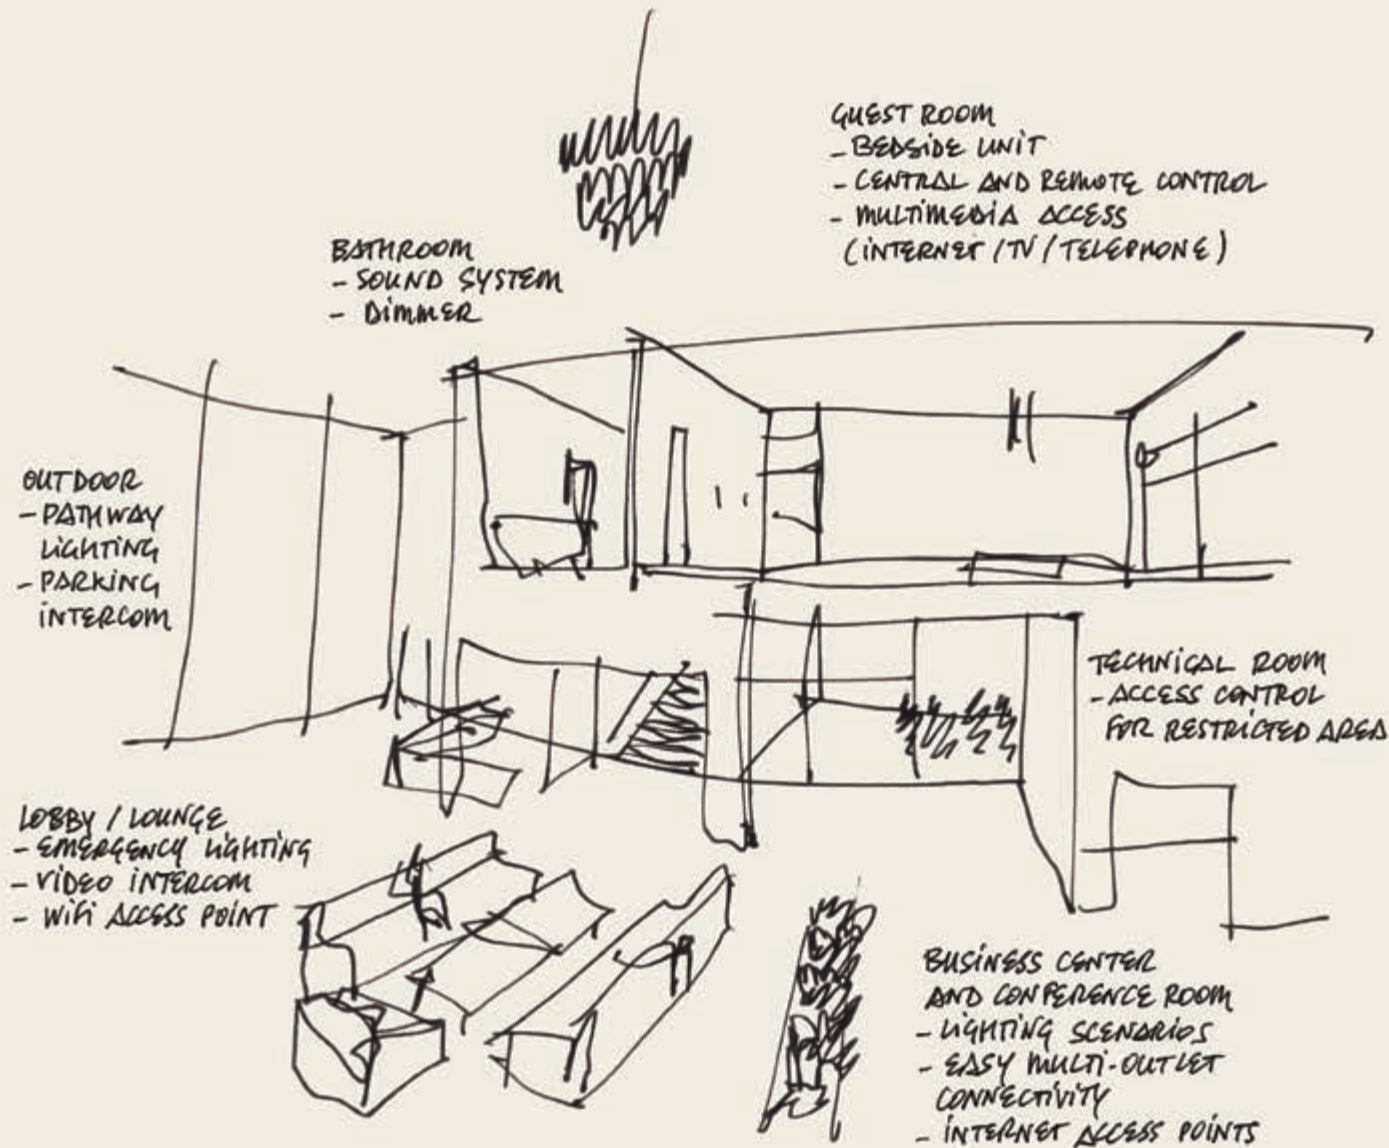 GUEST ROOM
- BEDSIDE UNIT
- CENTRAL AND REMOTE CONTROL
- MULTIMEDIA ACCESS
(INTERNET / TV / TELEPHONE)
BATHROOM
- SOUND SYSTEM
- DIMMER
OUTDOOR
- PATHWAY
LIGHTING
- PARKING
INTERCOM
TECHNICAL ROOM
- ACCESS CONTROL
FOR RESTRICTED AREA
LOBBY / LOUNGE
- EMERGENCY LIGHTING
- VIDEO INTERCOM
- WIFI ACCESS POINT
BUSINESS CENTER
AND CONFERENCE ROOM
- LIGHTING SCENARIOS
- EASY MULTI-OUTLET
CONNECTIVITY
- INTERNET ACCESS POINTS